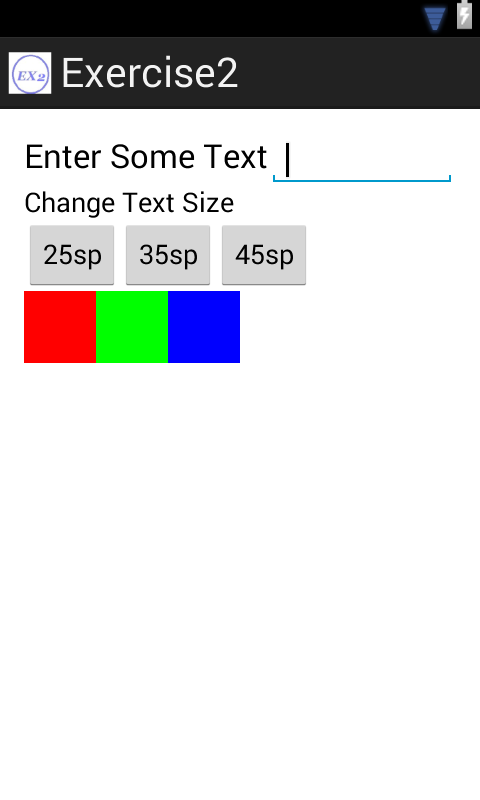 EX2 Exercise2
Enter Some Text
Change Text Size
25sp 35sp 45sp